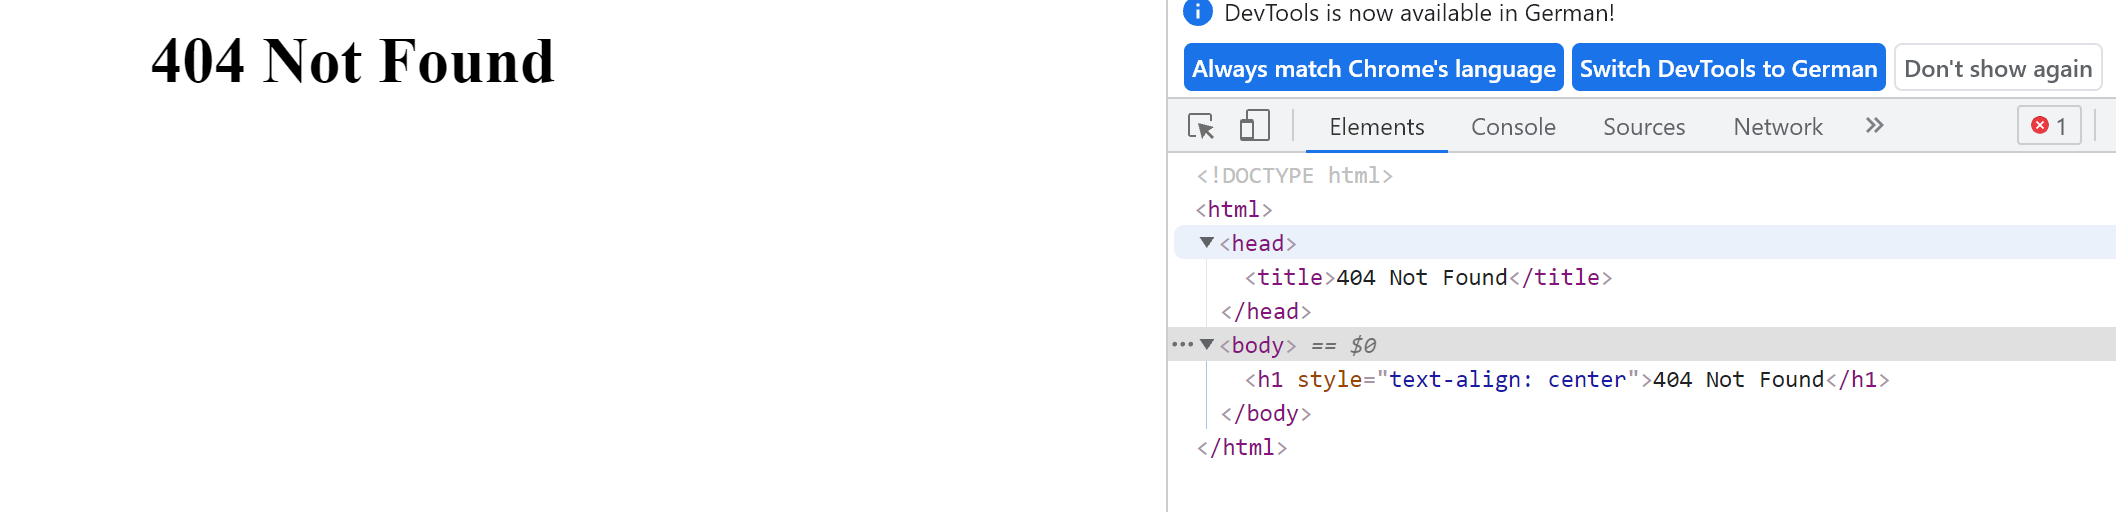 404 Not Found
DevTools is now available in German!
Always match Chrome's language Switch DevTools to German Don't show again
Elements Console Sources Network » 1
<!DOCTYPE html>
<html>
<head>
<title>404 Not Found</title>
</head>
<body> == $0
<h1 style="text-align: center">404 Not Found</h1>
</body>
</html>